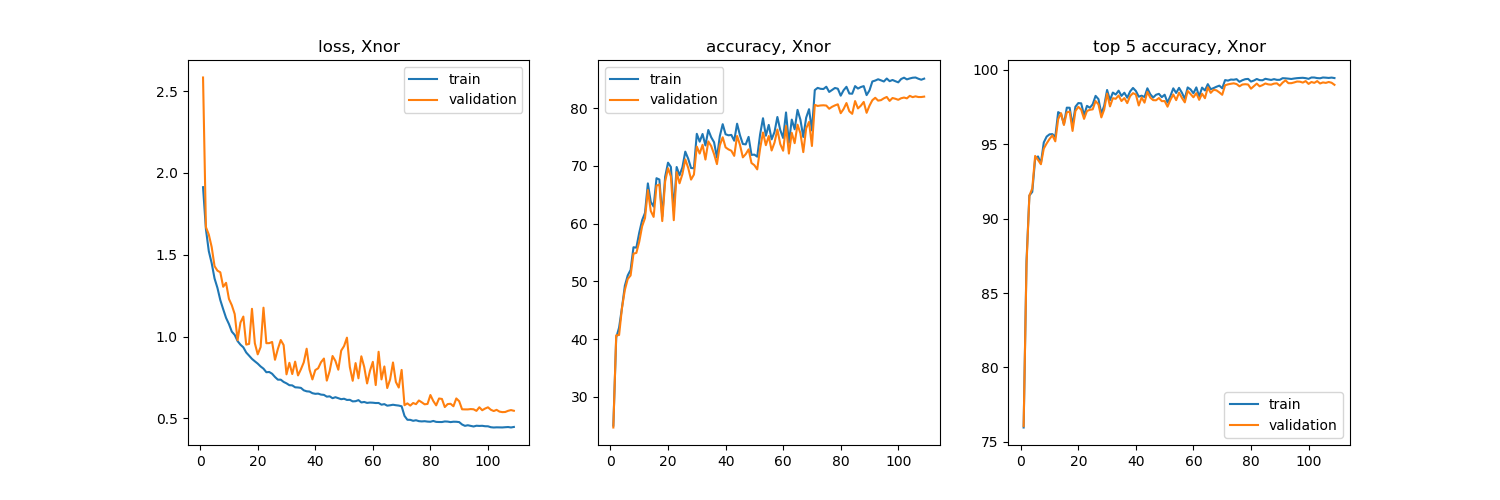 loss, Xnor
train
validation
2.5
2.0
1.5
1.0
0.5
0 20 40 60 80 100
accuracy, Xnor
train
validation
80
70
60
50
40
30
0 20 40 60 80 100
top 5 accuracy, Xnor
100
95
90
85
80
75
train
validation
0 20 40 60 80 100